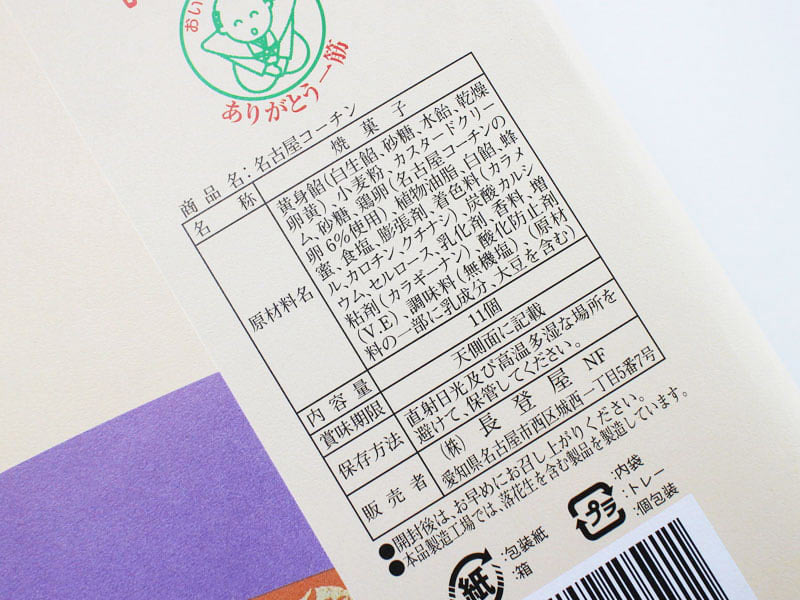 おい
ありがとう一筋
商品名:名古屋コーチン
名称 焼菓子
原材料名 黄身餡(白生餡、砂糖、水飴、乾燥
卵黄)、小麦粉、カスタードクリー
ム、砂糖、鶏卵(名古屋コーチンの
卵6%使用)、植物油脂、白餡、蜂
蜜、食塩、膨張剤、着色料(カラメ
ル、カロチン、クチナシ)、炭酸カルシ
ウム、セルロース、乳化剤、香料、増
粘剤(カラギーナン)、酸化防止剤
(V.E)、調味料(無機塩)、(原材
料の一部に乳成分、大豆を含む)
内容量 11個
賞味期限 天側面に記載
保存方法 直射日光及び高温多湿な場所を
避けて、保管してください。
販売者 (株)長登屋 NF
愛知県名古屋市西区城西一丁目5番7号
●開封後は、お早めにお召し上がりください。
●本品製造工場では、落花生を含む製品を製造しています。
紙
:包装紙
:箱
プラ
:内袋
:トレー
:個包装